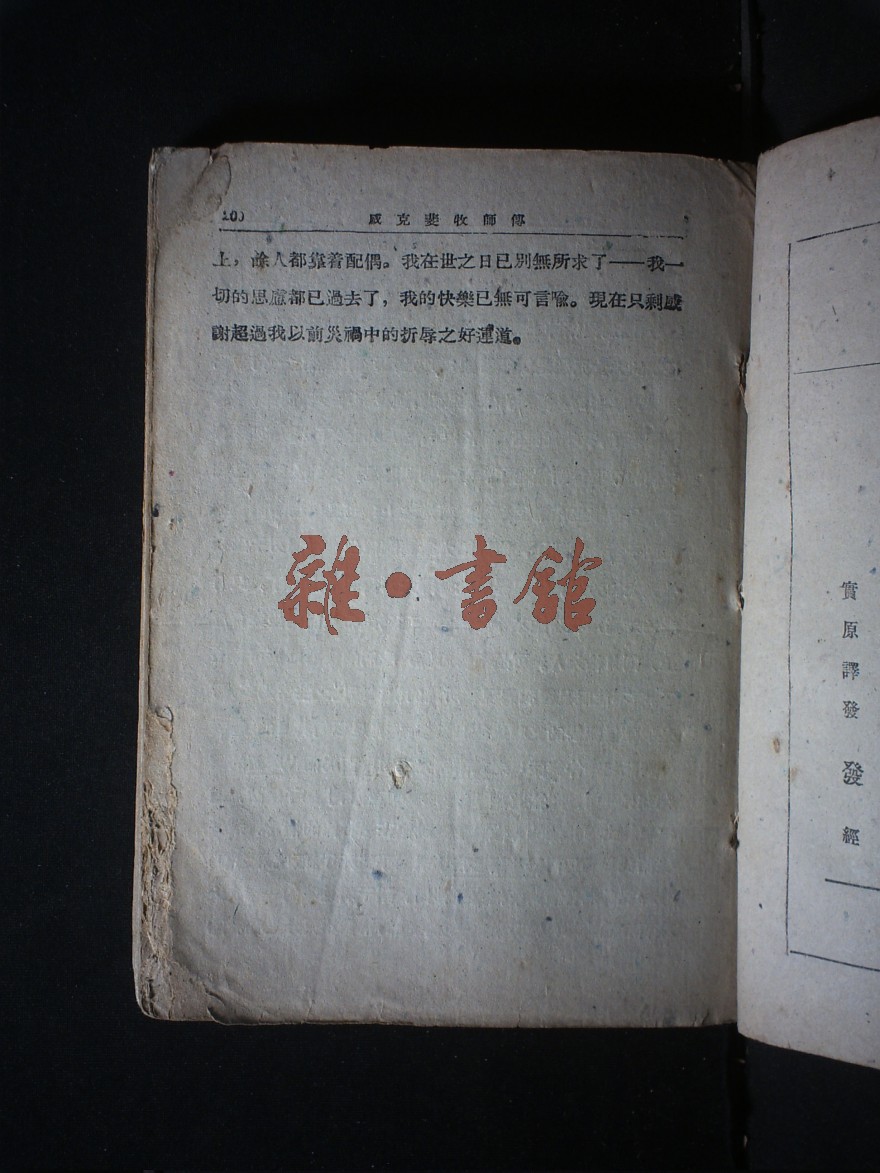 200 威克斐牧師傳
上，餘人都靠着配偶。我在世之日已別無所求了——我一
切的思慮都已過去了，我的快樂已無可言喻。現在只剩感
謝超過我以前災禍中的折辱之好運道。
雜·書館
實
原
譯
發
發
經